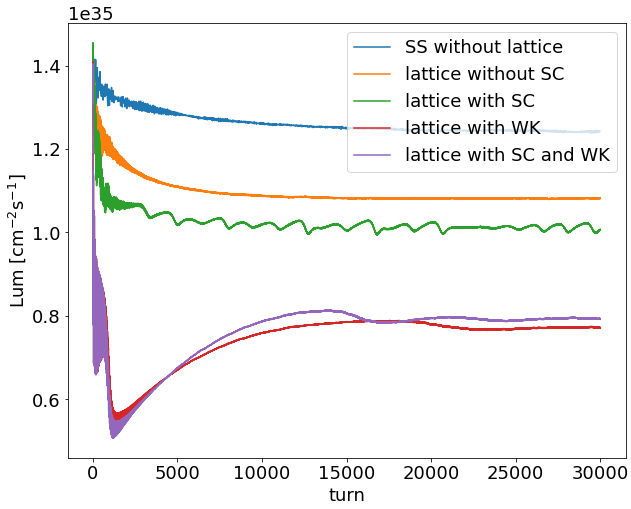 1e35
SS without lattice
lattice without SC
lattice with SC
lattice with WK
lattice with SC and WK
1.4
1.2
1.0
0.8
0.6
Lum [cm⁻²s⁻¹]
0 5000 10000 15000 20000 25000 30000
turn